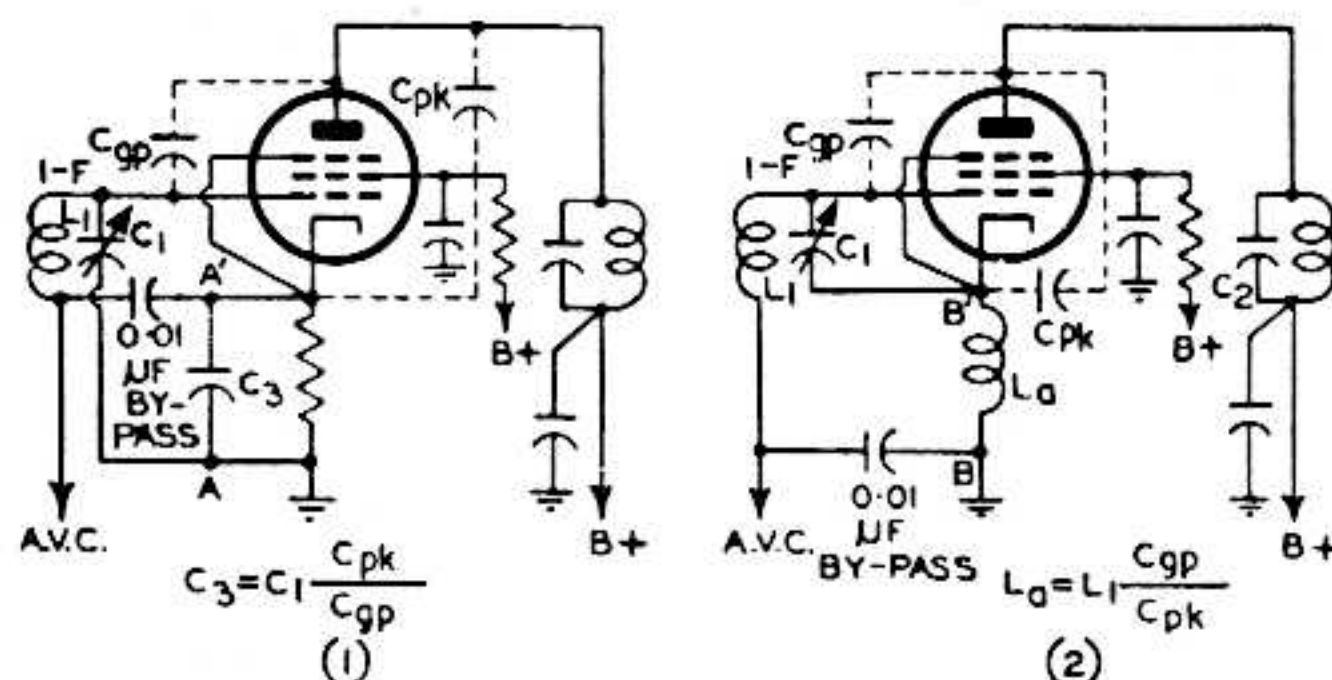 Cpk
Cgp
I-F
L1
C1
A'
0·01
µF
BY-
PASS
C3
A
A.V.C.
B+
B+
C3=C1 Cpk
Cgp
(1)
Cgp
I-F
C1
L1
B'
Cpk
La
B
0·01
µF
A.V.C. BY-PASS
B+
C2
B+
La=L1 Cgp
Cpk
(2)